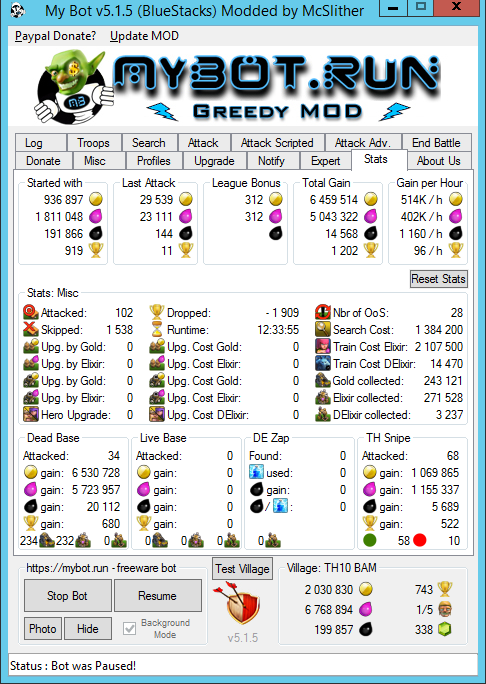 My Bot v5.1.5 (BlueStacks) Modded by McSlither
Paypal Donate? Update MOD
MB
MYBOT.RUN
GREEDY MOD
Log Troops Search Attack Attack Scripted Attack Adv. End Battle
Donate Misc Profiles Upgrade Notify Expert Stats About Us
Started with Last Attack League Bonus Total Gain Gain per Hour
936 897 29 539 312 6 459 514 514K / h
1 811 048 23 111 312 5 043 322 402K / h
191 866 144 14 568 1 160 / h
919 11 1 202 96 / h
Reset Stats
Stats: Misc
Attacked: 102 Dropped: - 1 909 Nbr of OoS: 28
Skipped: 1 538 Runtime: 12:33:55 Search Cost: 1 384 200
Upg. by Gold: 0 Upg. Cost Gold: 0 Train Cost Elixir: 2 107 500
Upg. by Elixir: 0 Upg. Cost Elixir: 0 Train Cost DElixir: 14 470
Upg. by Gold: 0 Upg. Cost Gold: 0 Gold collected: 243 121
Upg. by Elixir: 0 Upg. Cost Elixir: 0 Elixir collected: 271 528
Hero Upgrade: 0 Upg. Cost DElixir: 0 DElixir collected: 3 237
Dead Base Live Base DE Zap TH Snipe
Attacked: 34 Attacked: 0 Found: 0 Attacked: 68
gain: 6 530 728 gain: 0 used: 0 gain: 1 069 865
gain: 5 723 957 gain: 0 gain: 0 gain: 1 155 337
gain: 20 112 gain: 0 / : 0 gain: 5 689
gain: 680 gain: 0 gain: 522
234 232 0 0 0 0 0 58 10
https://mybot.run - freeware bot Test Village Village: TH10 BAM
Stop Bot Resume 2 030 830 743
6 768 894 1/5
Photo Hide Background Mode v5.1.5 199 857 338
Status : Bot was Paused!